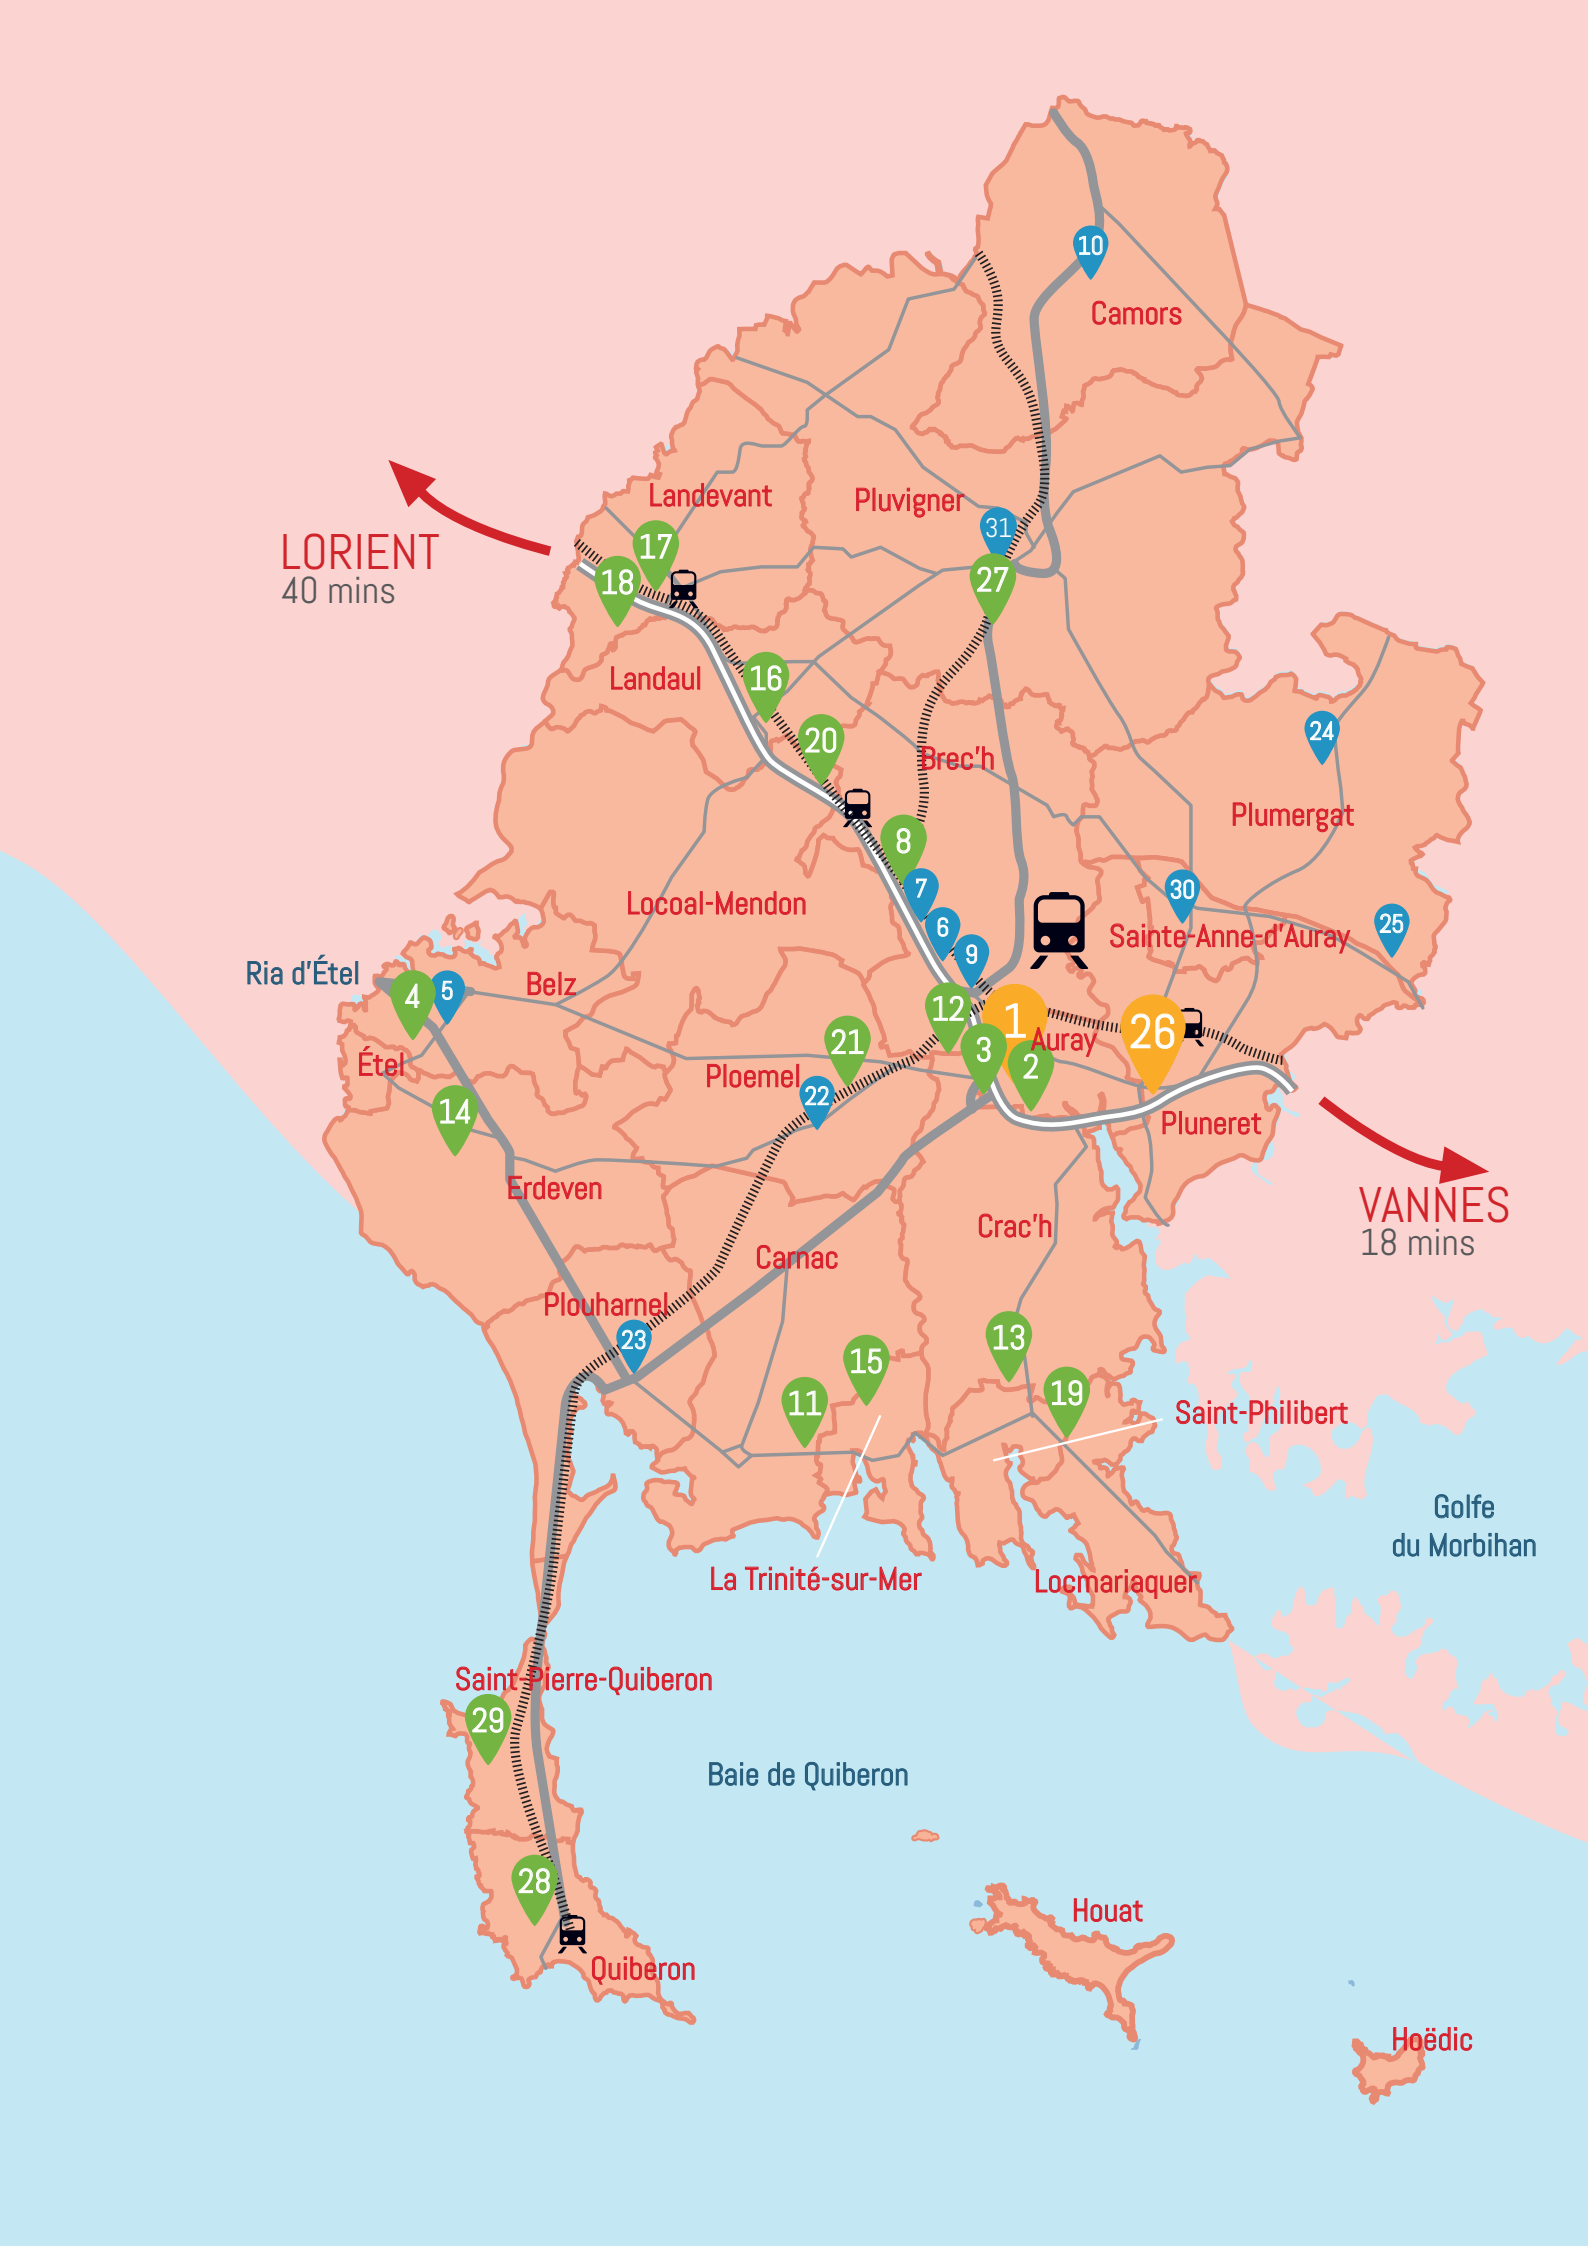 10
Camors
Landevant
Pluvigner
31
17
LORIENT
40 mins
18
27
Landaul
16
24
20
Brec'h
Plumergat
8
7
30
Locoal-Mendon
6
25
Sainte-Anne-d'Auray
9
Ria d'Étel
Belz
4
5
12
1
26
21
3
Auray
Étel
2
Ploemel
22
14
Pluneret
Erdeven
VANNES
18 mins
Crac'h
Carnac
Plouharnel
23
13
15
19
11
Saint-Philibert
Golfe
du Morbihan
La Trinité-sur-Mer
Locmariaquer
Saint-Pierre-Quiberon
29
Baie de Quiberon
28
Houat
Quiberon
Hoëdic